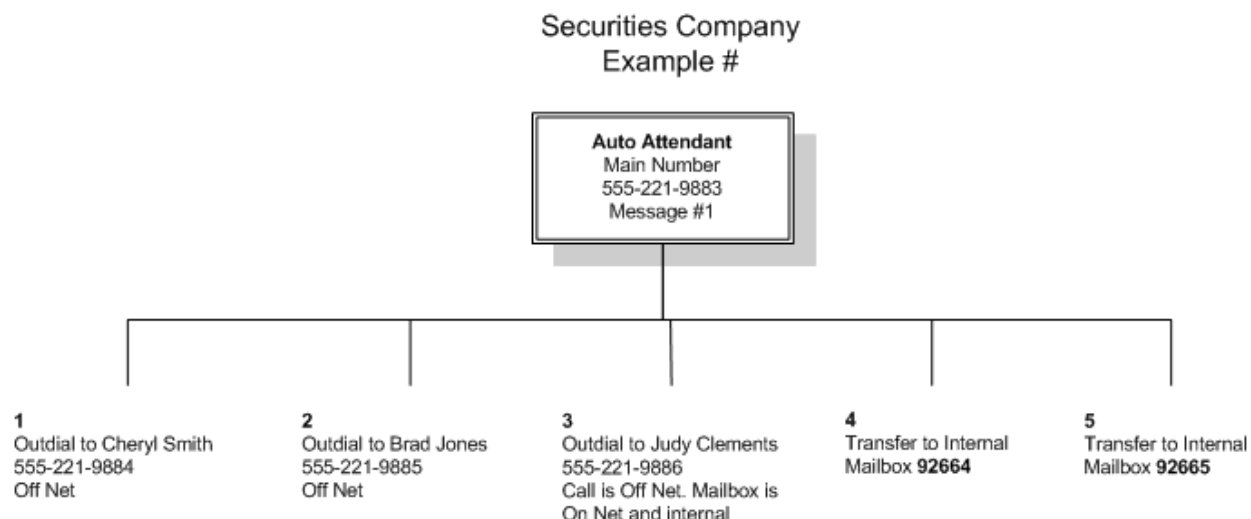 Securities Company
Example #
Auto Attendant
Main Number
555-221-9883
Message #1
1
Outdial to Cheryl Smith
555-221-9884
Off Net
2
Outdial to Brad Jones
555-221-9885
Off Net
3
Outdial to Judy Clements
555-221-9886
Call is Off Net. Mailbox is
On Net and internal
4
Transfer to Internal
Mailbox 92664
5
Transfer to Internal
Mailbox 92665